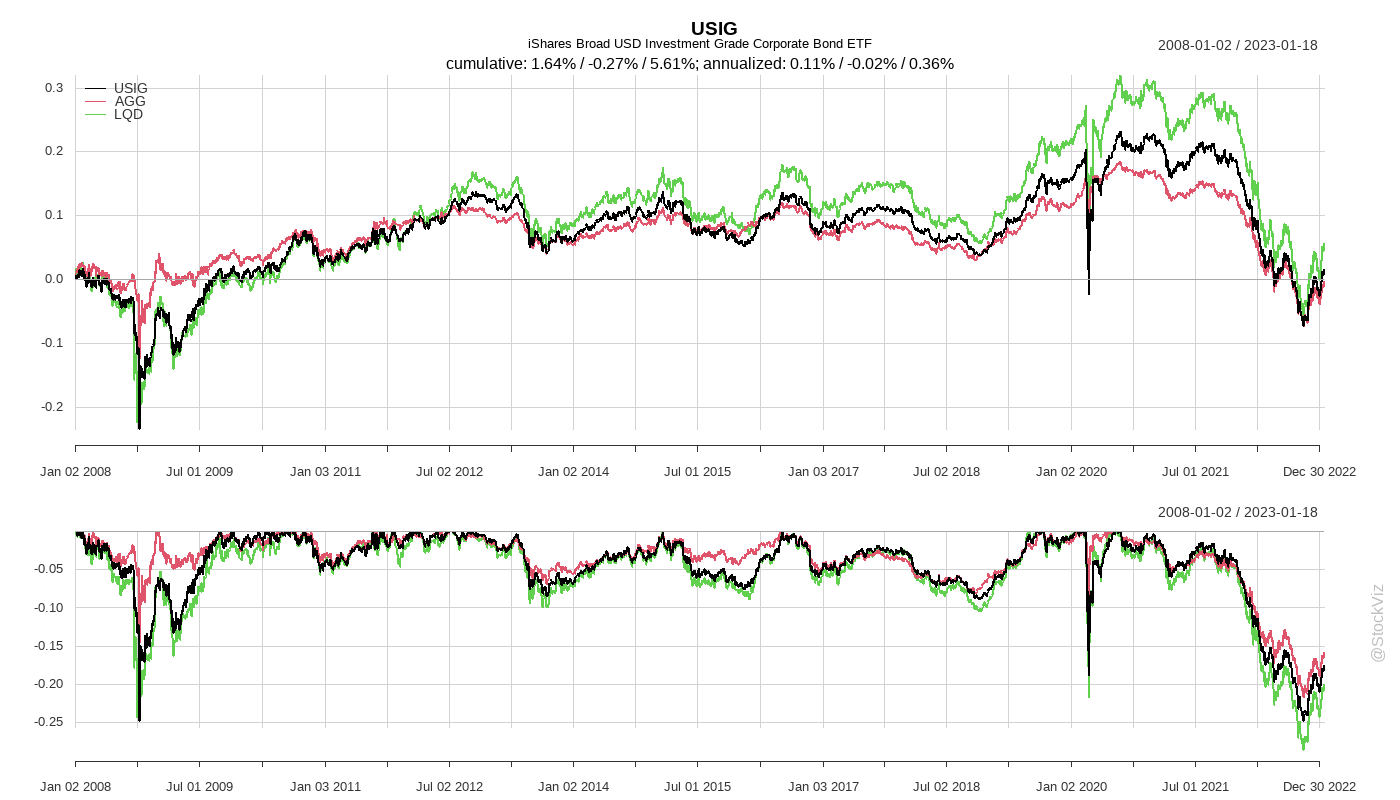 USIG
iShares Broad USD Investment Grade Corporate Bond ETF
2008-01-02 / 2023-01-18
cumulative: 1.64% / -0.27% / 5.61%; annualized: 0.11% / -0.02% / 0.36%
USIG
AGG
LQD
0.3
0.2
0.1
0.0
-0.1
-0.2
Jan 02 2008 Jul 01 2009 Jan 03 2011 Jul 02 2012 Jan 02 2014 Jul 01 2015 Jan 03 2017 Jul 02 2018 Jan 02 2020 Jul 01 2021 Dec 30 2022
2008-01-02 / 2023-01-18
-0.05
-0.10
-0.15
-0.20
-0.25
Jan 02 2008 Jul 01 2009 Jan 03 2011 Jul 02 2012 Jan 02 2014 Jul 01 2015 Jan 03 2017 Jul 02 2018 Jan 02 2020 Jul 01 2021 Dec 30 2022
@StockViz